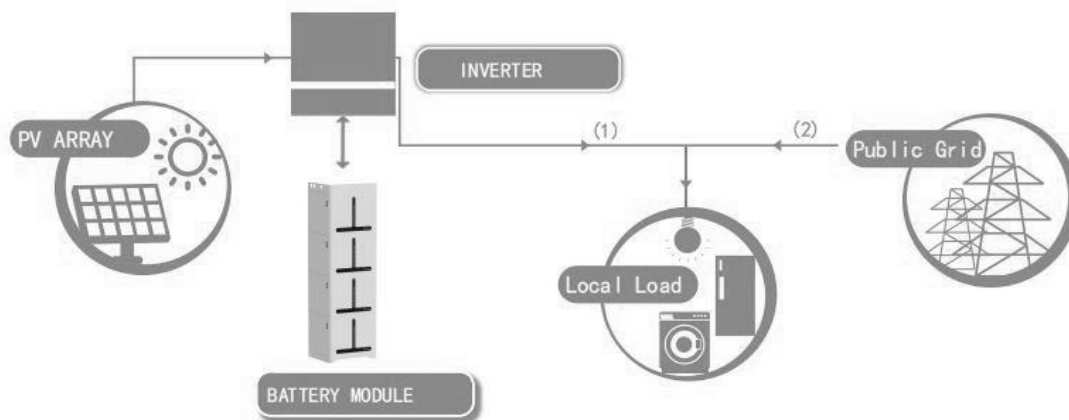 INVERTER
PV ARRAY
(1)
(2)
Public Grid
Local Load
BATTERY MODULE